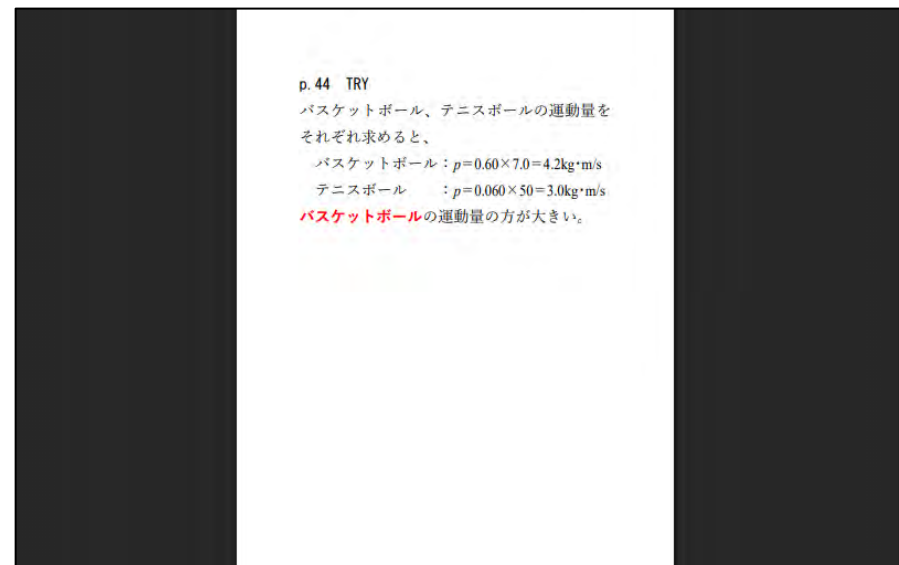 p. 44 TRY
バスケットボール、テニスボールの運動量を
それぞれ求めると、
バスケットボール：p＝0.60×7.0＝4.2kg・m/s
テニスボール　　：p＝0.060×50＝3.0kg・m/s
バスケットボールの運動量の方が大きい。